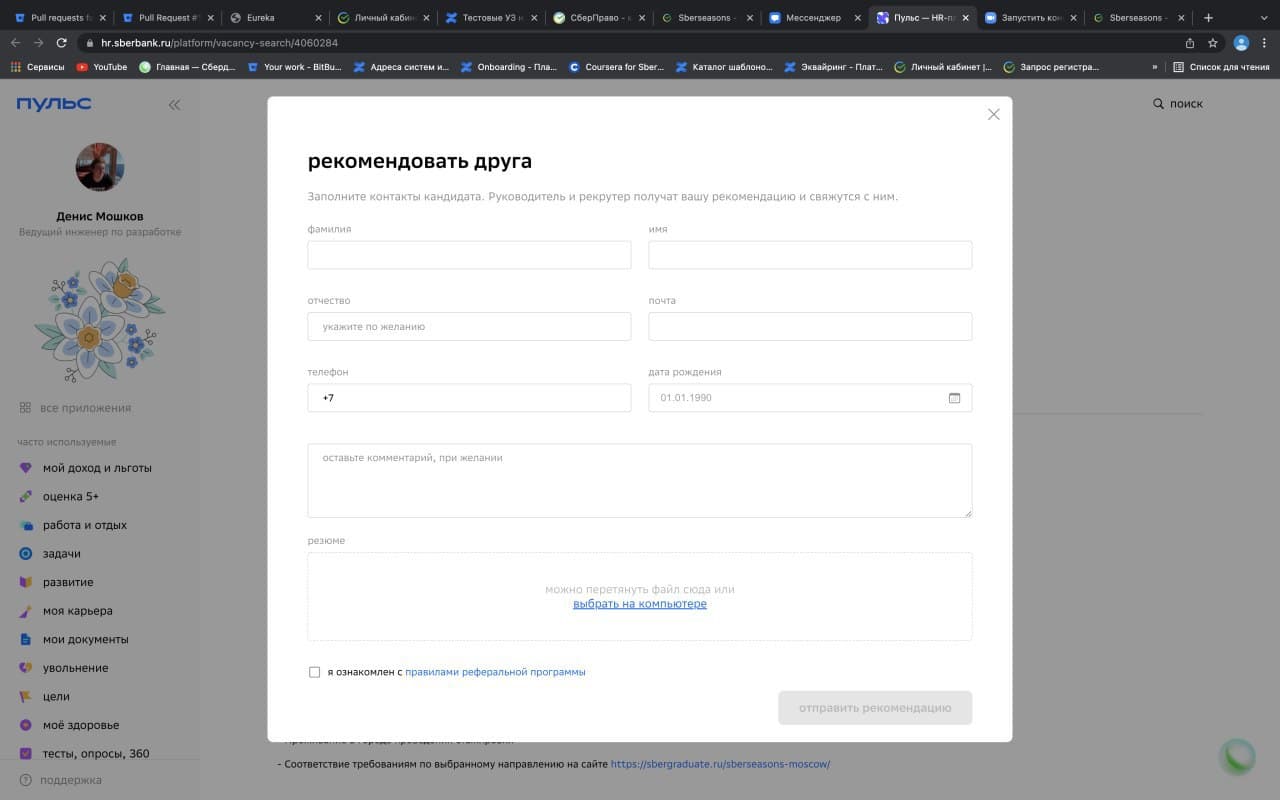 Pull requests fo
Pull Request #1
Eureka
Личный кабин
Тестовые УЗ н
СберПраво - в
Sberseasons -
Мессенджер
Пульс — HR-п
Запустить кон
Sberseasons -
hr.sberbank.ru/platform/vacancy-search/4060284
Сервисы
YouTube
Главная — Сберд...
Your work - BitBu...
Адреса систем и...
Onboarding - Пла...
Coursera for Sber...
Каталог шаблоно...
Эквайринг - Плат...
Личный кабинет |...
Запрос регистра...
»
Список для чтения
ПУЛЬС
поиск
Денис Мошков
Ведущий инженер по разработке
все приложения
часто используемые
мой доход и льготы
оценка 5+
работа и отдых
задачи
развитие
моя карьера
мои документы
увольнение
цели
моё здоровье
тесты, опросы, 360
поддержка
рекомендовать друга
Заполните контакты кандидата. Руководитель и рекрутер получат вашу рекомендацию и свяжутся с ним.
фамилия
имя
отчество
почта
укажите по желанию
телефон
дата рождения
+7
01.01.1990
оставьте комментарий, при желании
резюме
можно перетянуть файл сюда или
выбрать на компьютере
я ознакомлен с правилами реферальной программы
отправить рекомендацию
- Соответствие требованиям по выбранному направлению на сайте https://sbergraduate.ru/sberseasons-moscow/